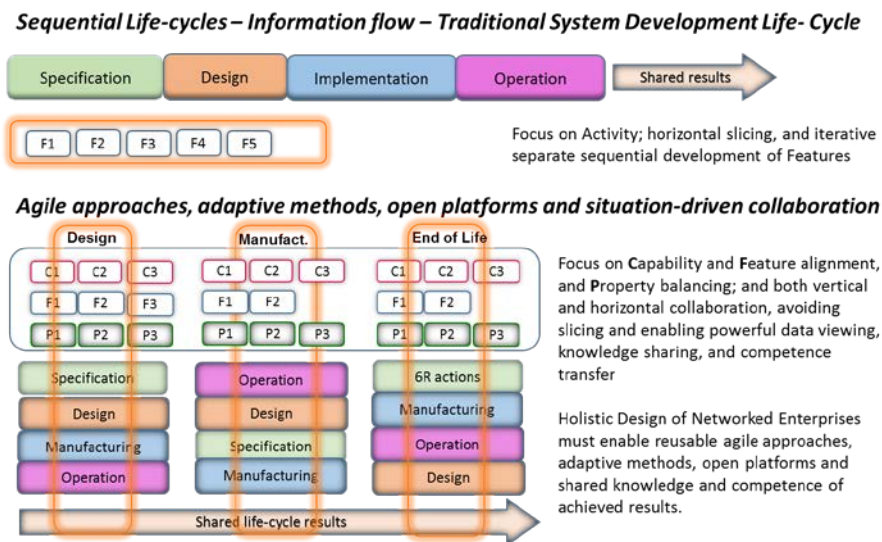 Sequential Life-cycles – Information flow – Traditional System Development Life- Cycle
Specification
Design
Implementation
Operation
Shared results
F1
F2
F3
F4
F5
Focus on Activity; horizontal slicing, and iterative
separate sequential development of Features
Agile approaches, adaptive methods, open platforms and situation-driven collaboration
Design
C1
C2
C3
F1
F2
F3
P1
P2
P3
Specification
Design
Manufacturing
Operation
Manufact.
C1
C2
C3
F1
F2
P1
P2
P3
Operation
Design
Specification
Manufacturing
End of Life
C1
C2
C3
F1
F2
P1
P2
P3
6R actions
Manufacturing
Operation
Design
Shared life-cycle results
Focus on Capability and Feature alignment,
and Property balancing; and both vertical
and horizontal collaboration, avoiding
slicing and enabling powerful data viewing,
knowledge sharing, and competence
transfer
Holistic Design of Networked Enterprises
must enable reusable agile approaches,
adaptive methods, open platforms and
shared knowledge and competence of
achieved results.